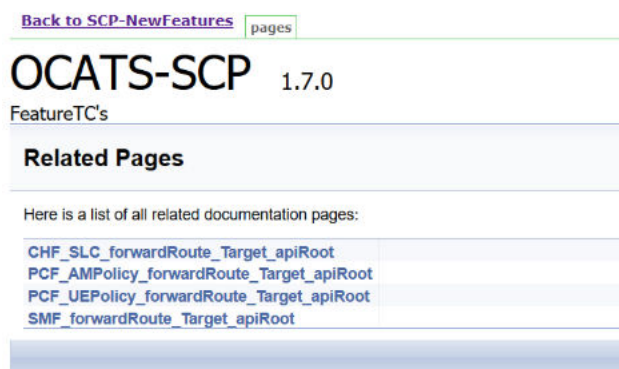 Back to SCP-NewFeatures pages
OCATS-SCP 1.7.0
FeatureTC's
Related Pages
Here is a list of all related documentation pages:
CHF_SLC_forwardRoute_Target_apiRoot
PCF_AMPolicy_forwardRoute_Target_apiRoot
PCF_UEPolicy_forwardRoute_Target_apiRoot
SMF_forwardRoute_Target_apiRoot